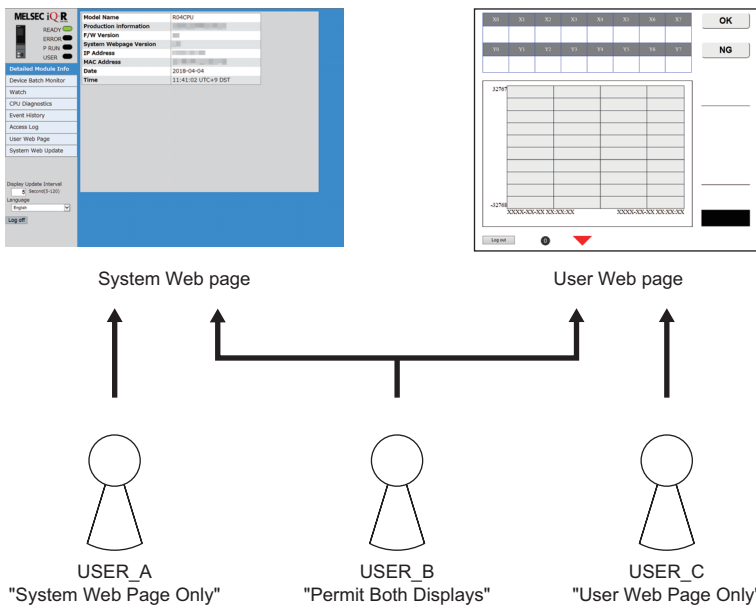 MELSEC iQ R
READY
ERROR
P RUN
USER
Detailed Module Info
Device Batch Monitor
Watch
CPU Diagnostics
Event History
Access Log
User Web Page
System Web Update
Display Update Interval
5 Second(5-120)
Language
English
Log off
Model Name R04CPU
Production information
F/W Version
System Webpage Version
IP Address
MAC Address
Date 2018-04-04
Time 11:41:02 UTC+9 DST
X0 X1 X2 X3 X4 X5 X6 X7
Y0 Y1 Y2 Y3 Y4 Y5 Y6 Y7
OK
NG
32767
-32768
XXXX-XX-XX XX:XX:XX XXXX-XX-XX XX:XX:XX
Log out
0
System Web page
User Web page
USER_A
"System Web Page Only"
USER_B
"Permit Both Displays"
USER_C
"User Web Page Only